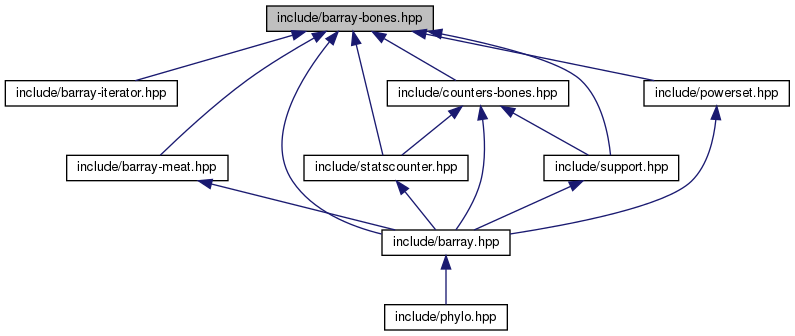 include/barray-bones.hpp
include/barray-iterator.hpp
include/counters-bones.hpp
include/powerset.hpp
include/barray-meat.hpp
include/statscounter.hpp
include/support.hpp
include/barray.hpp
include/phylo.hpp